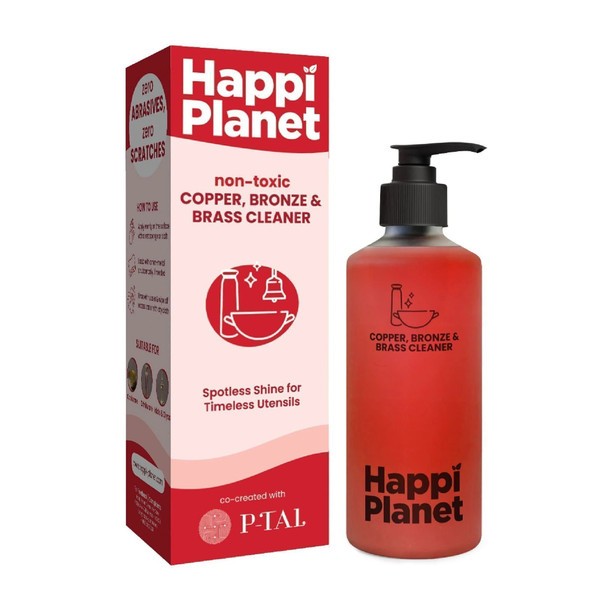 Happi
Planet
non-toxic
COPPER, BRONZE &
BRASS CLEANER
Spotless Shine for
Timeless Utensils
co-created with
P-TAL
zero
ABRASIVES,
zero
SCRATCHES
HOW TO USE
SUITABLE FOR
COPPER, BRONZE &
BRASS CLEANER
Happi
Planet